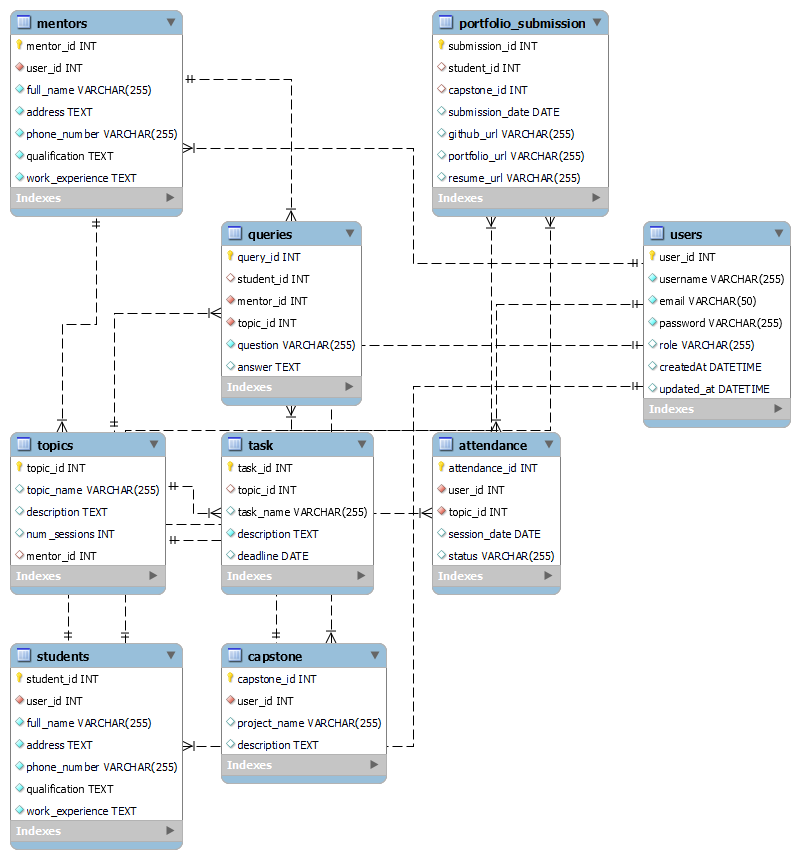 mentors
mentor_id INT
user_id INT
full_name VARCHAR(255)
address TEXT
phone_number VARCHAR(255)
qualification TEXT
work_experience TEXT
Indexes
portfolio_submission
submission_id INT
student_id INT
capstone_id INT
submission_date DATE
github_url VARCHAR(255)
portfolio_url VARCHAR(255)
resume_url VARCHAR(255)
Indexes
queries
query_id INT
student_id INT
mentor_id INT
topic_id INT
question VARCHAR(255)
answer TEXT
Indexes
users
user_id INT
username VARCHAR(255)
email VARCHAR(50)
password VARCHAR(255)
role VARCHAR(255)
createdAt DATETIME
updated_at DATETIME
Indexes
topics
topic_id INT
topic_name VARCHAR(255)
description TEXT
num_sessions INT
mentor_id INT
Indexes
task
task_id INT
topic_id INT
task_name VARCHAR(255)
description TEXT
deadline DATE
Indexes
attendance
attendance_id INT
user_id INT
topic_id INT
session_date DATE
status VARCHAR(255)
Indexes
students
student_id INT
user_id INT
full_name VARCHAR(255)
address TEXT
phone_number VARCHAR(255)
qualification TEXT
work_experience TEXT
Indexes
capstone
capstone_id INT
user_id INT
project_name VARCHAR(255)
description TEXT
Indexes